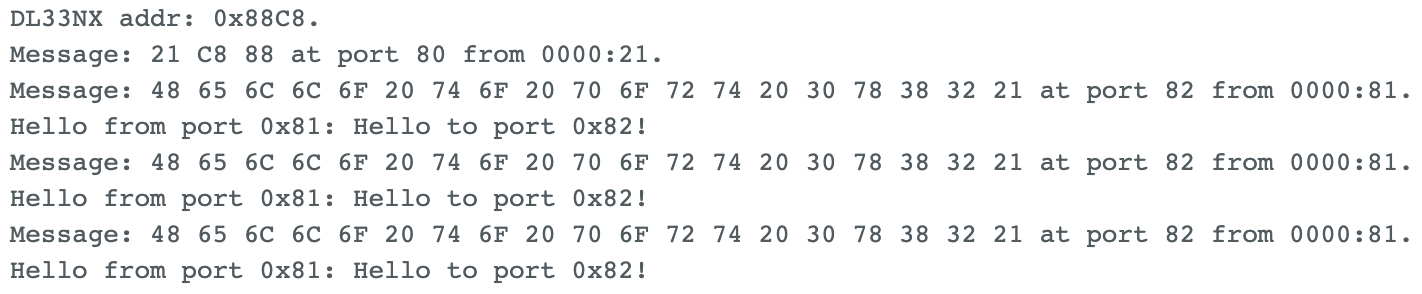 DL33NX addr: 0x88C8.
Message: 21 C8 88 at port 80 from 0000:21.
Message: 48 65 6C 6C 6F 20 74 6F 20 70 6F 72 74 20 30 78 38 32 21 at port 82 from 0000:81.
Hello from port 0x81: Hello to port 0x82!
Message: 48 65 6C 6C 6F 20 74 6F 20 70 6F 72 74 20 30 78 38 32 21 at port 82 from 0000:81.
Hello from port 0x81: Hello to port 0x82!
Message: 48 65 6C 6C 6F 20 74 6F 20 70 6F 72 74 20 30 78 38 32 21 at port 82 from 0000:81.
Hello from port 0x81: Hello to port 0x82!